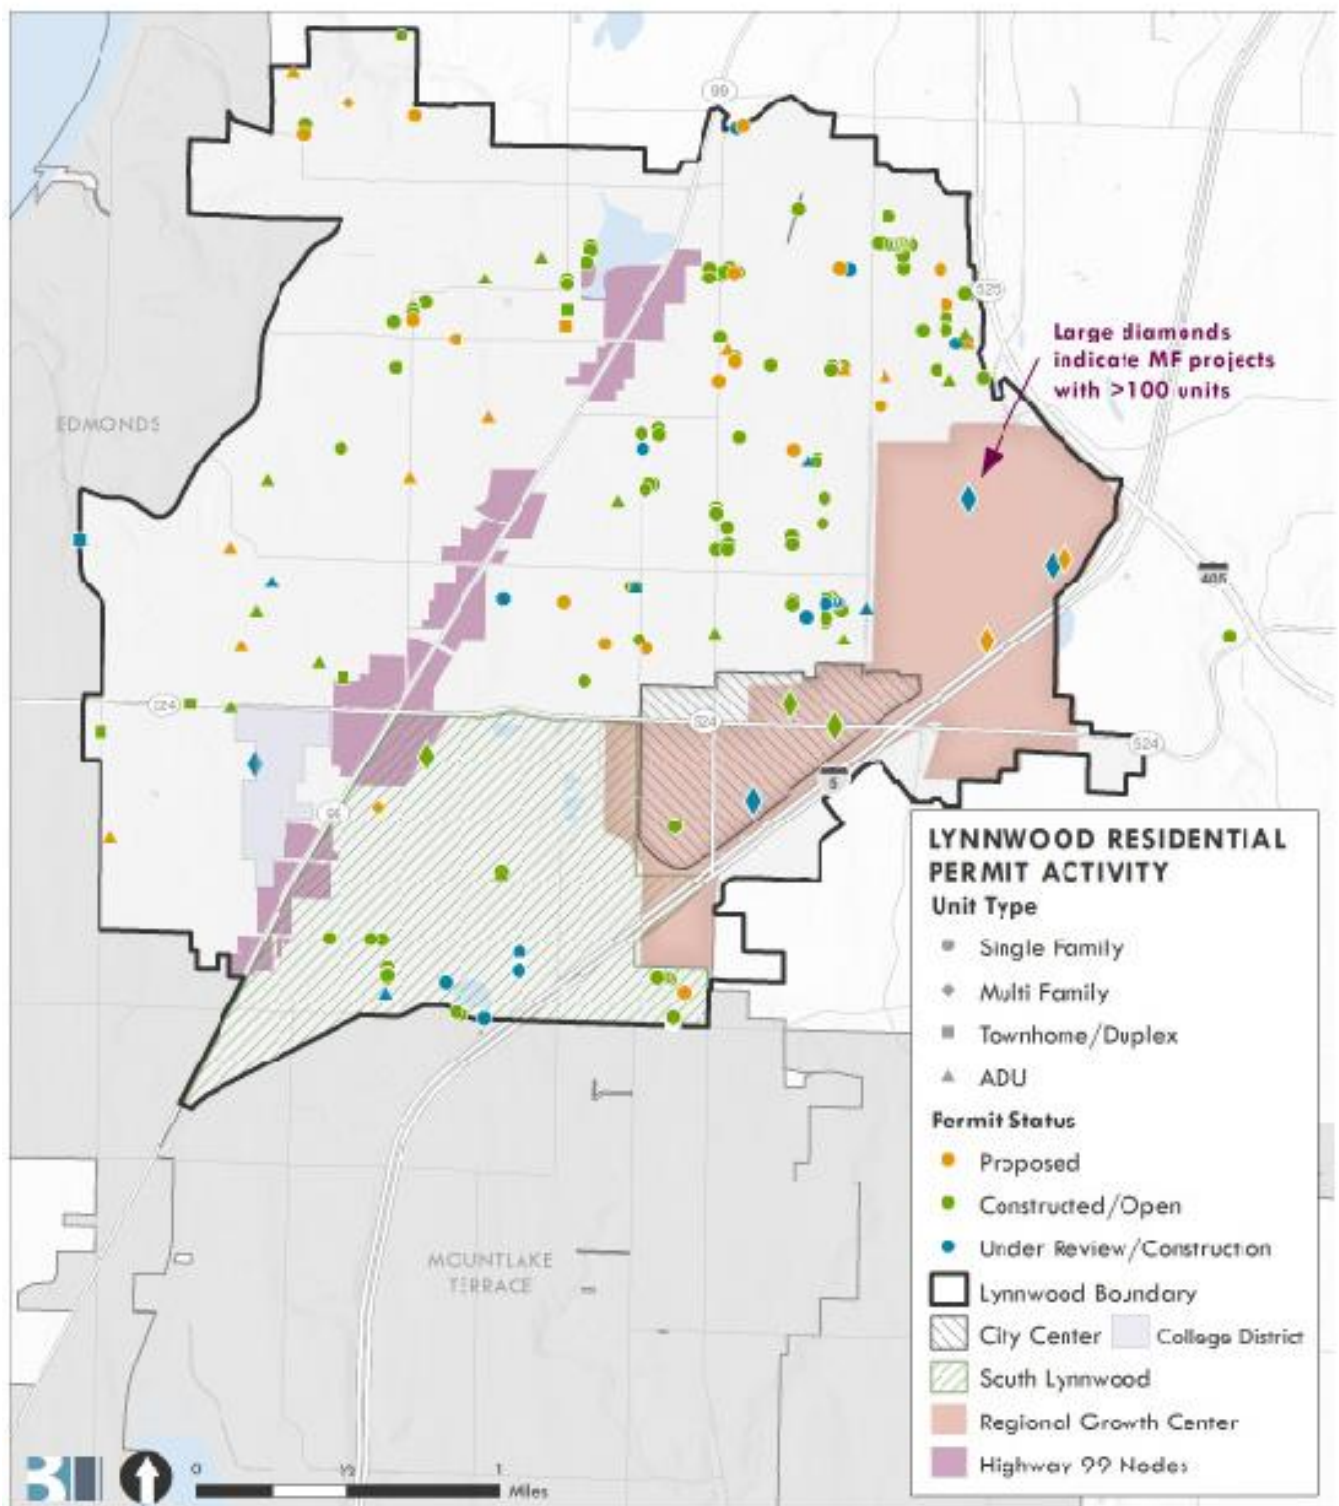 99
525
Large diamonds
indicate MF projects
with >100 units
EDMONDS
405
524
524
524
5
99
LYNNWOOD RESIDENTIAL
PERMIT ACTIVITY
Unit Type
Single Family
Multi Family
Townhome/Duplex
ADU
Permit Status
Proposed
Constructed/Open
Under Review/Construction
Lynnwood Boundary
City Center College District
South Lynnwood
Regional Growth Center
Highway 99 Nodes
MOUNTLAKE
TERRACE
0 1/2 1
Miles